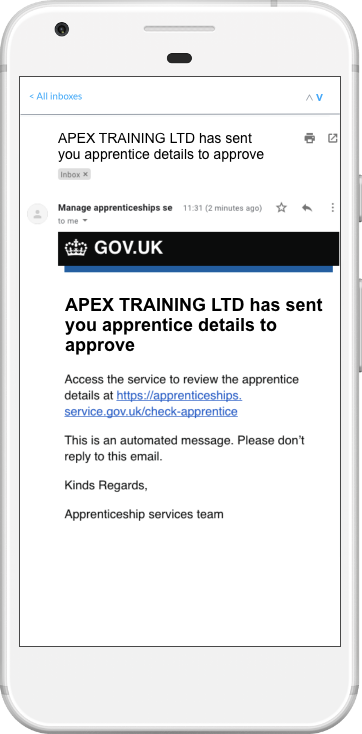 < All inboxes
APEX TRAINING LTD has sent
you apprentice details to approve
Inbox ×
Manage apprenticeships se 11:31 (2 minutes ago)
to me
GOV.UK
APEX TRAINING LTD has sent
you apprentice details to
approve
Access the service to review the apprentice
details at https://apprenticeships.
service.gov.uk/check-apprentice
This is an automated message. Please don’t
reply to this email.
Kinds Regards,
Apprenticeship services team